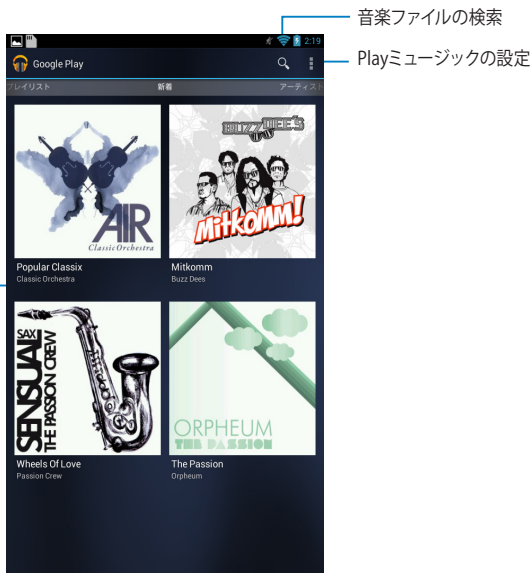 音楽ファイルの検索
2:19
Playミュージックの設定
Google Play
プレイリスト 新着 アーティスト
AIR
Classic Orchestra
BUZZ DEE'S
Mitkomm!
Popular Classix
Classic Orchestra
Mitkomm
Buzz Dees
SENSUAL SAX
THE PASSION CREW
ORPHEUM
THE PASSION
Wheels Of Love
Passion Crew
The Passion
Orpheum